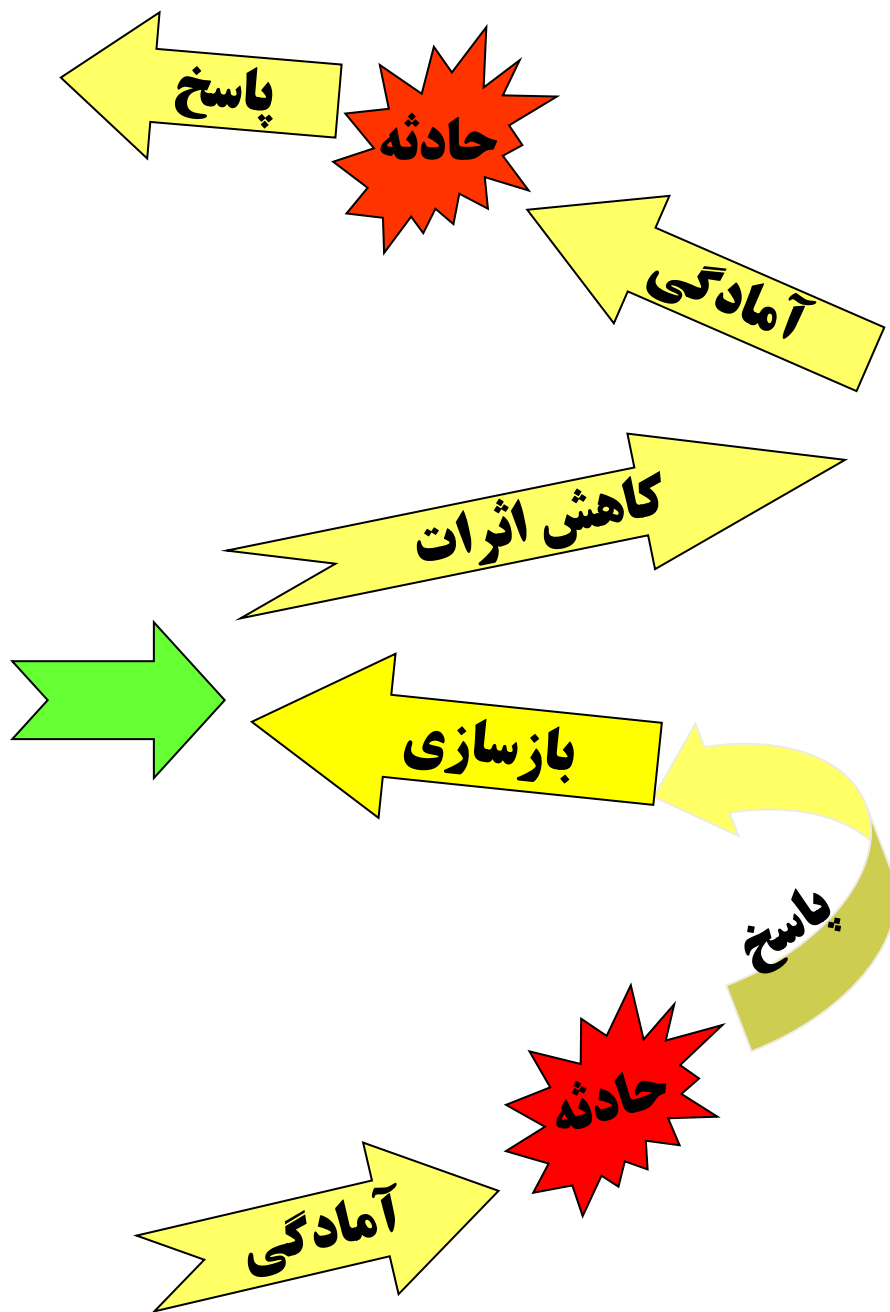 پاسخ
حادثه
آمادگی
کاهش اثرات
بازسازی
پاسخ
حادثه
آمادگی